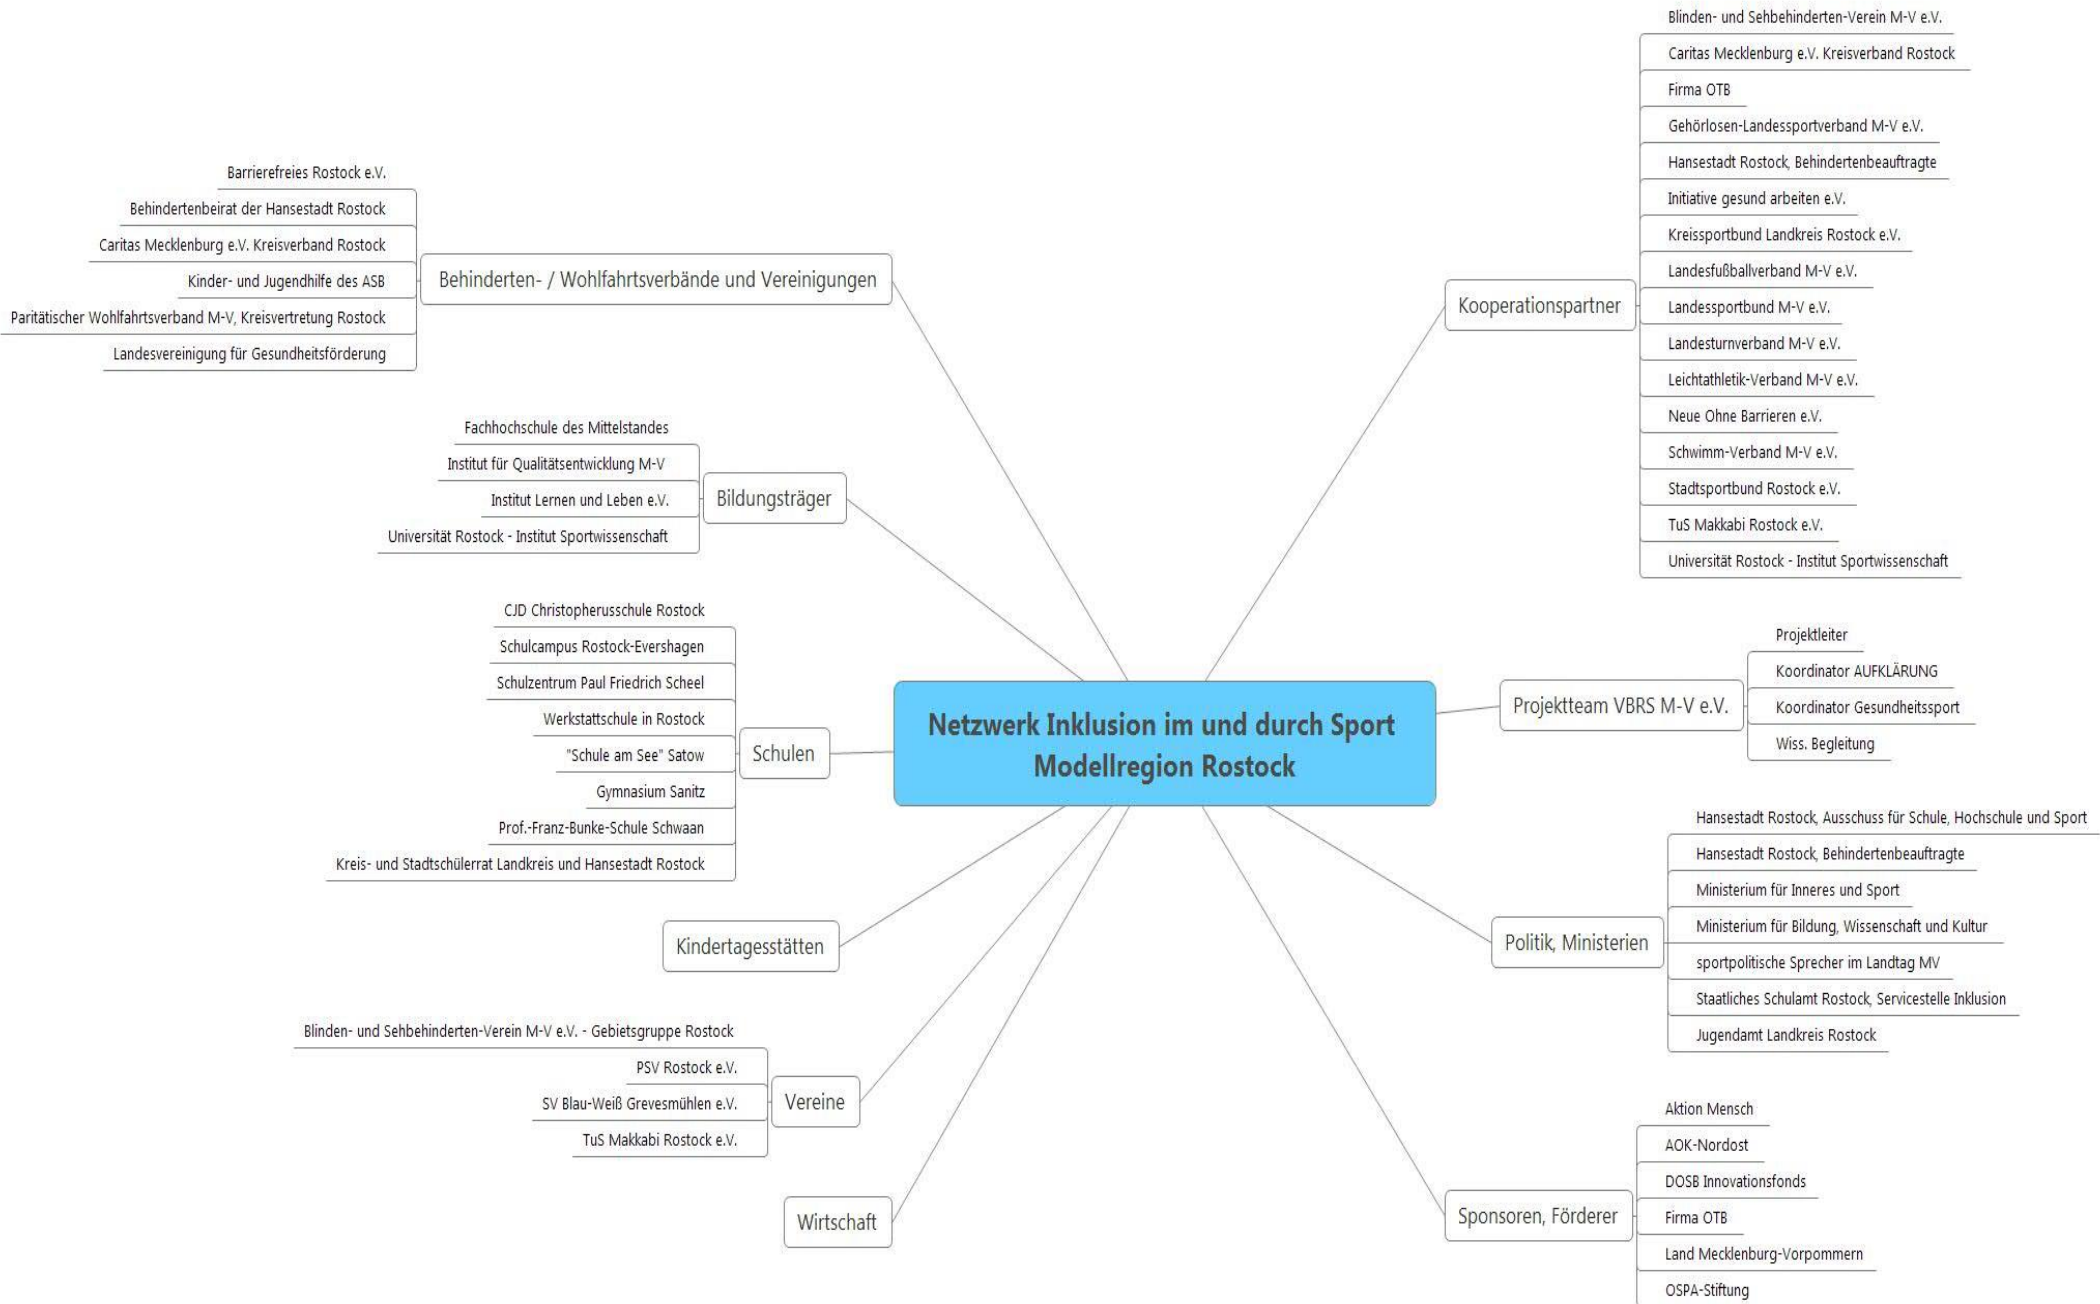 Netzwerk Inklusion im und durch Sport
Modellregion Rostock
Behinderten- / Wohlfahrtsverbände und Vereinigungen
Barrierefreies Rostock e.V.
Behindertenbeirat der Hansestadt Rostock
Caritas Mecklenburg e.V. Kreisverband Rostock
Kinder- und Jugendhilfe des ASB
Paritätischer Wohlfahrtsverband M-V, Kreisvertretung Rostock
Landesvereinigung für Gesundheitsförderung
Bildungsträger
Fachhochschule des Mittelstandes
Institut für Qualitätsentwicklung M-V
Institut Lernen und Leben e.V.
Universität Rostock - Institut Sportwissenschaft
Schulen
CJD Christopherusschule Rostock
Schulcampus Rostock-Evershagen
Schulzentrum Paul Friedrich Scheel
Werkstattschule in Rostock
"Schule am See" Satow
Gymnasium Sanitz
Prof.-Franz-Bunke-Schule Schwaan
Kreis- und Stadtschülerrat Landkreis und Hansestadt Rostock
Kindertagesstätten
Vereine
Blinden- und Sehbehinderten-Verein M-V e.V. - Gebietsgruppe Rostock
PSV Rostock e.V.
SV Blau-Weiß Grevesmühlen e.V.
TuS Makkabi Rostock e.V.
Wirtschaft
Kooperationspartner
Blinden- und Sehbehinderten-Verein M-V e.V.
Caritas Mecklenburg e.V. Kreisverband Rostock
Firma OTB
Gehörlosen-Landessportverband M-V e.V.
Hansestadt Rostock, Behindertenbeauftragte
Initiative gesund arbeiten e.V.
Kreissportbund Landkreis Rostock e.V.
Landesfußballverband M-V e.V.
Landessportbund M-V e.V.
Landesturnverband M-V e.V.
Leichtathletik-Verband M-V e.V.
Neue Ohne Barrieren e.V.
Schwimm-Verband M-V e.V.
Stadtsportbund Rostock e.V.
TuS Makkabi Rostock e.V.
Universität Rostock - Institut Sportwissenschaft
Projektteam VBRS M-V e.V.
Projektleiter
Koordinator AUFKLÄRUNG
Koordinator Gesundheitssport
Wiss. Begleitung
Politik, Ministerien
Hansestadt Rostock, Ausschuss für Schule, Hochschule und Sport
Hansestadt Rostock, Behindertenbeauftragte
Ministerium für Inneres und Sport
Ministerium für Bildung, Wissenschaft und Kultur
sportpolitische Sprecher im Landtag MV
Staatliches Schulamt Rostock, Servicestelle Inklusion
Jugendamt Landkreis Rostock
Sponsoren, Förderer
Aktion Mensch
AOK-Nordost
DOSB Innovationsfonds
Firma OTB
Land Mecklenburg-Vorpommern
OSPA-Stiftung